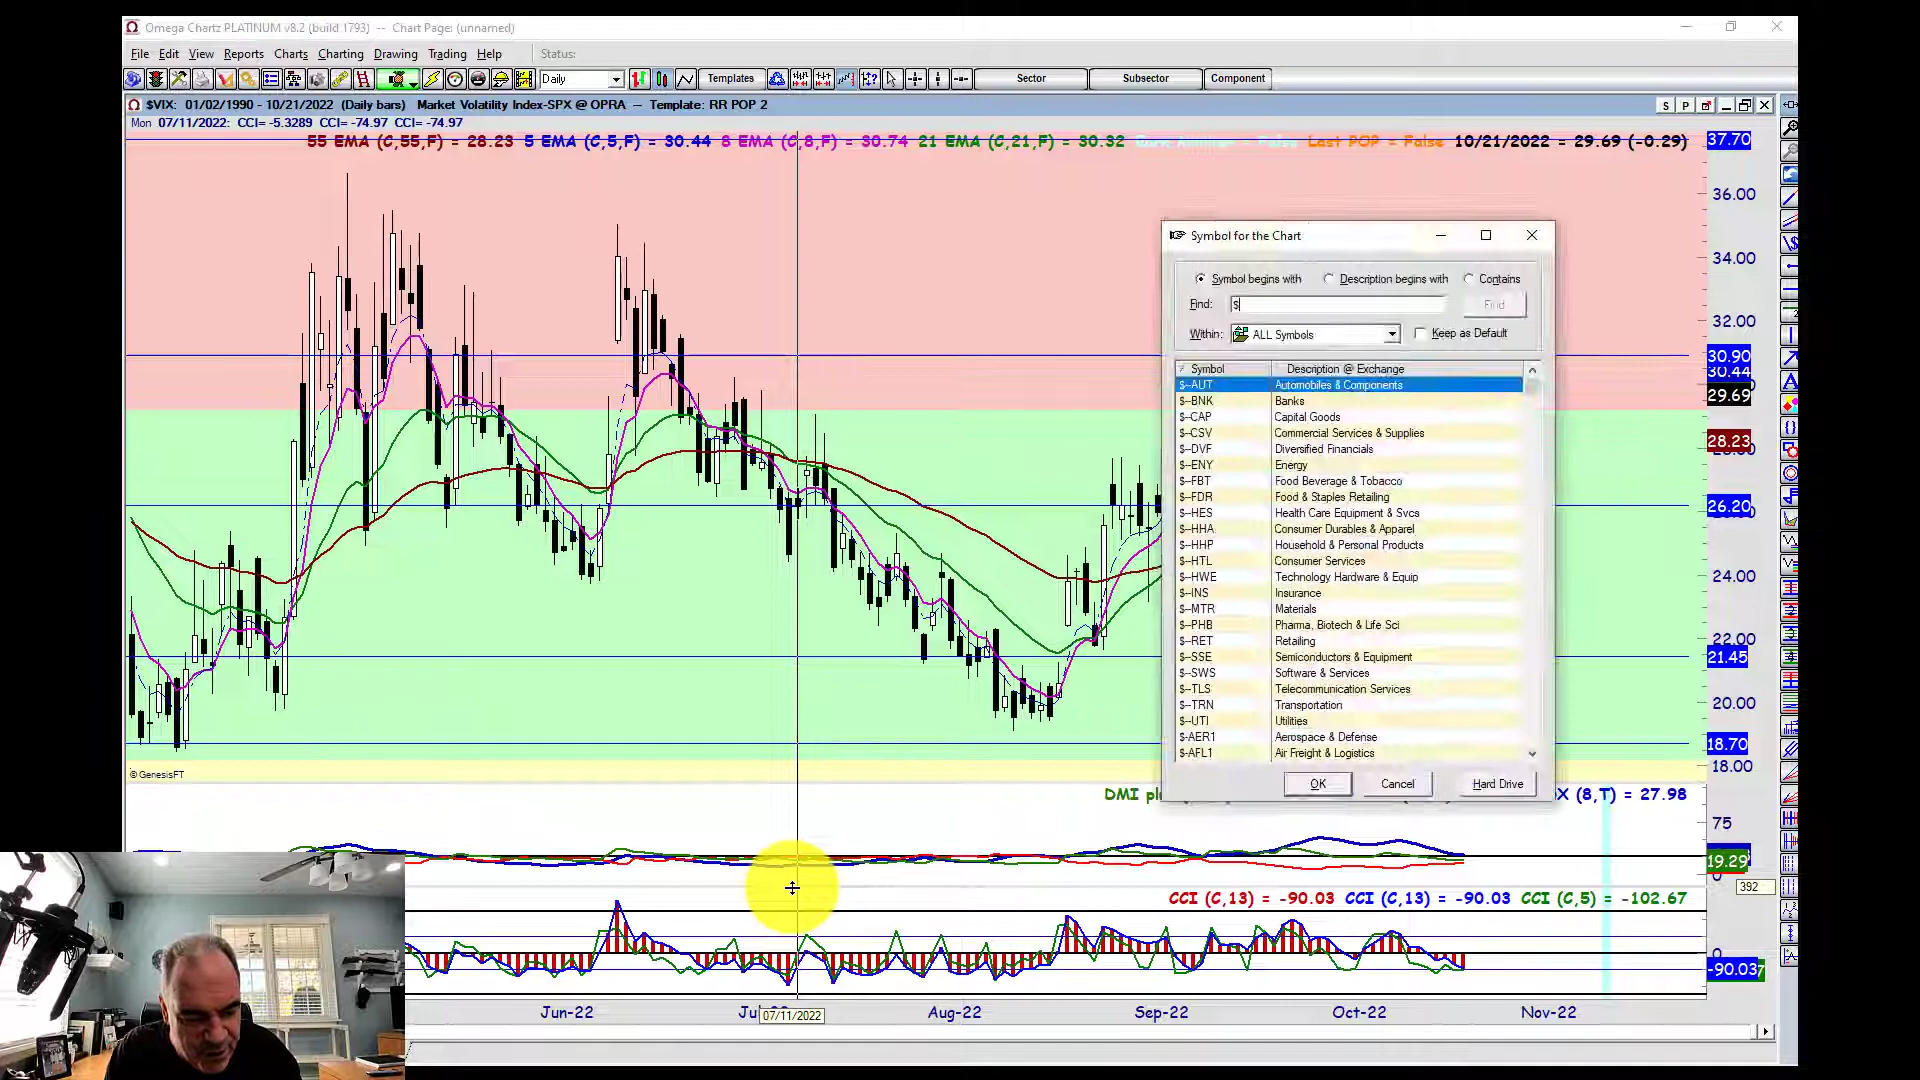 Omega Chartz PLATINUM v8.2 (build 1793) -- Chart Page: (unnamed)
File Edit View Reports Charts Charting Drawing Trading Help Status:
Daily Templates Sector Subsector Component
$VIX: 01/02/1990 - 10/21/2022 (Daily bars) Market Volatility Index-SPX @ OPRA -- Template: RR POP 2
S P
Mon 07/11/2022: CCI= -5.3289 CCI= -74.97 CCI= -74.97
55 EMA (C,55,F) = 28.23 5 EMA (C,5,F) = 30.44 8 EMA (C,8,F) = 30.74 21 EMA (C,21,F) = 30.32 Last POP = False 10/21/2022 = 29.69 (-0.29)
37.70
36.00
34.00
32.00
30.90
30.44
29.69
28.23
26.20
24.00
22.00
21.45
20.00
18.70
18.00
Symbol for the Chart
Symbol begins with Description begins with Contains
Find: $ Find
Within: ALL Symbols Keep as Default
Symbol Description @ Exchange
$--AUT Automobiles & Components
$--BNK Banks
$--CAP Capital Goods
$--CSV Commercial Services & Supplies
$--DVF Diversified Financials
$--ENY Energy
$--FBT Food Beverage & Tobacco
$--FDR Food & Staples Retailing
$--HES Health Care Equipment & Svcs
$--HHA Consumer Durables & Apparel
$--HHP Household & Personal Products
$--HTL Consumer Services
$--HWE Technology Hardware & Equip
$--INS Insurance
$--MTR Materials
$--PHB Pharma, Biotech & Life Sci
$--RET Retailing
$--SSE Semiconductors & Equipment
$--SWS Software & Services
$--TLS Telecommunication Services
$--TRN Transportation
$--UTI Utilities
$-AER1 Aerospace & Defense
$-AFL1 Air Freight & Logistics
OK Cancel Hard Drive
© GenesisFT
DMI pl X (8,T) = 27.98
75
19.29
0
392
CCI (C,13) = -90.03 CCI (C,13) = -90.03 CCI (C,5) = -102.67
0
-90.03
Jun-22 Ju 07/11/2022 Aug-22 Sep-22 Oct-22 Nov-22